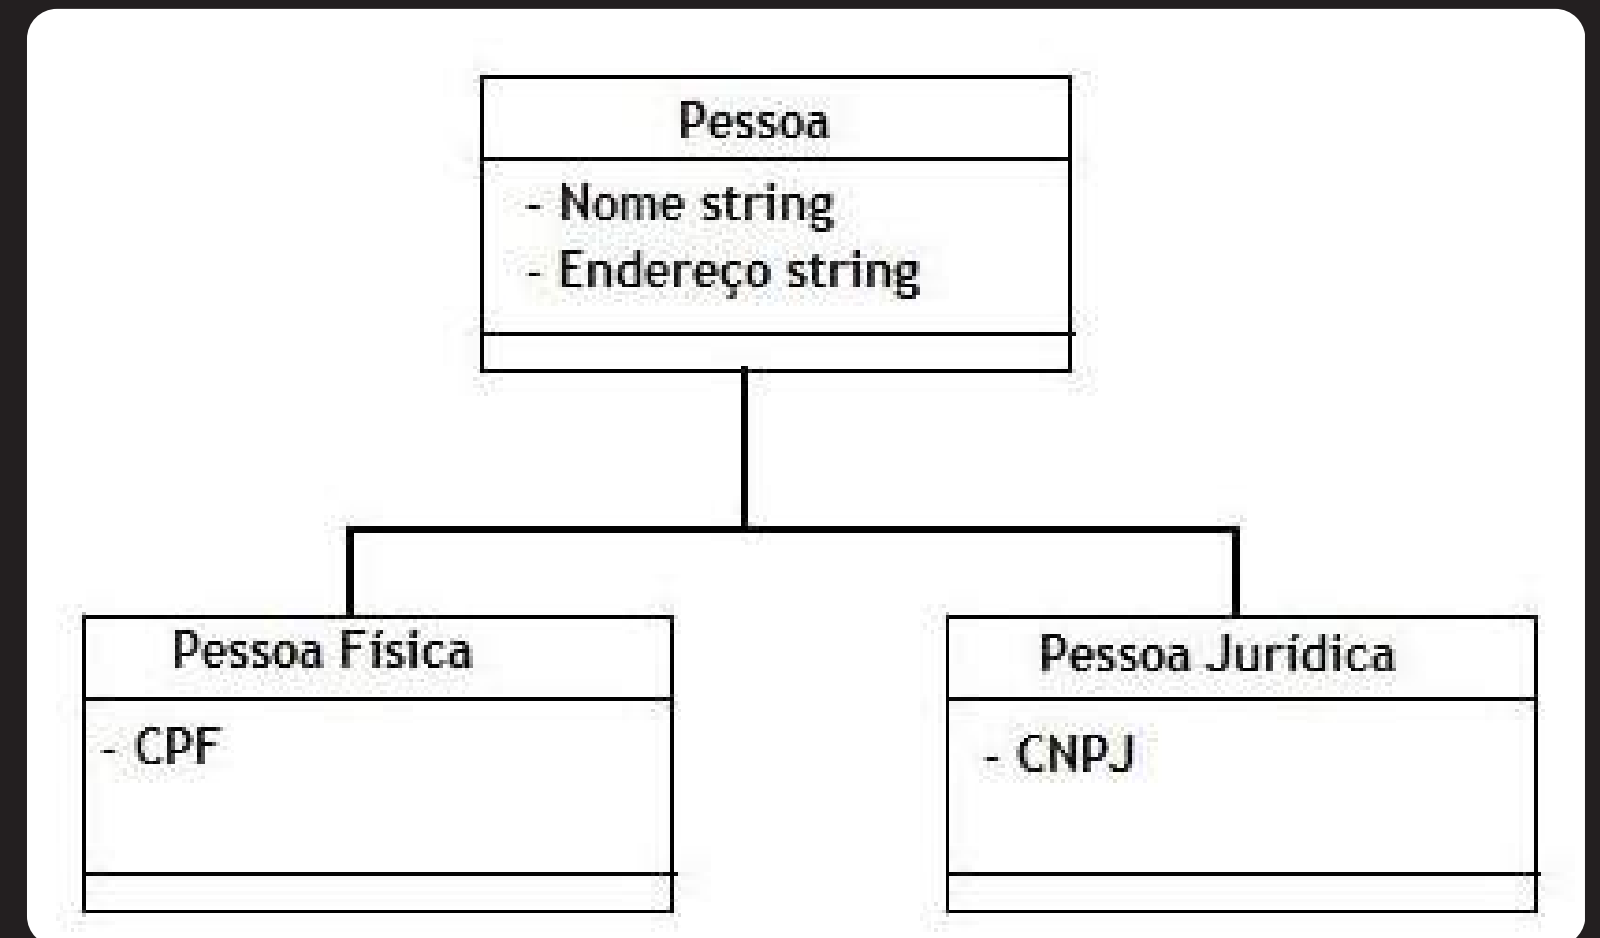 Pessoa
- Nome string
- Endereço string
Pessoa Física
- CPF
Pessoa Jurídica
- CNPJ